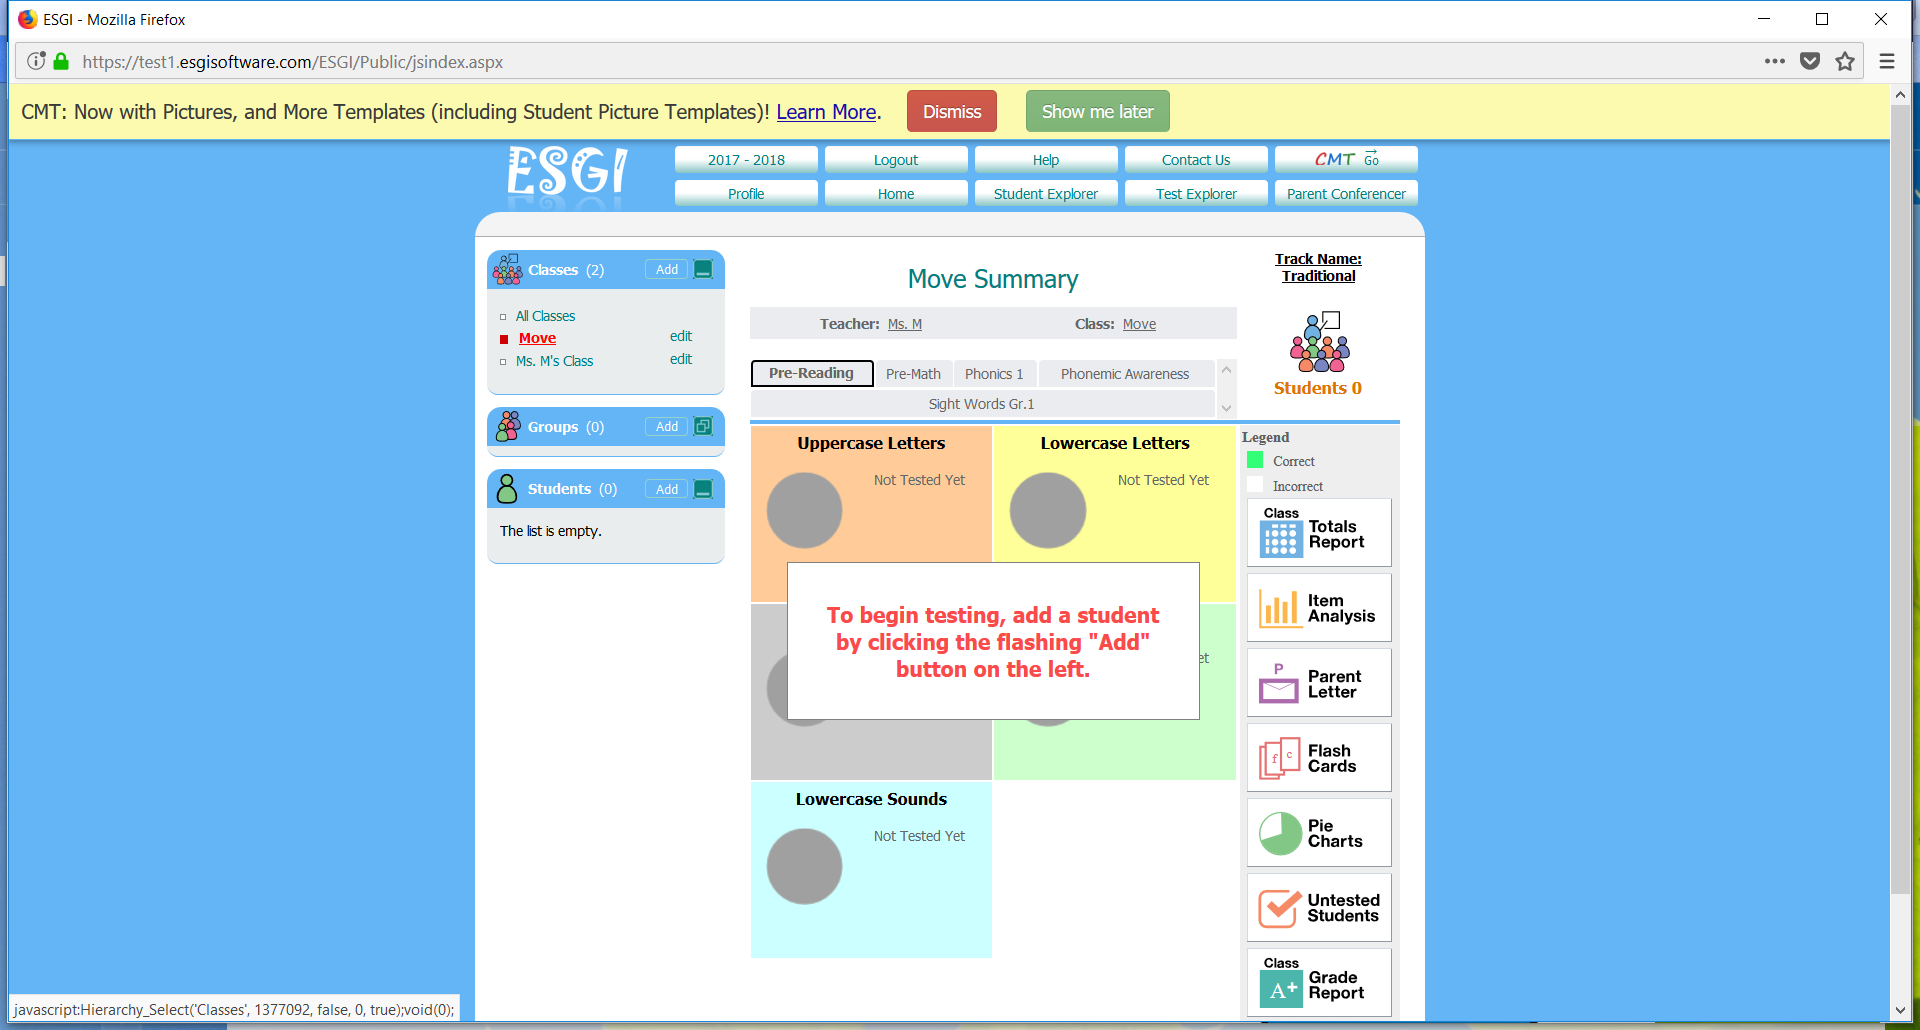 ESGI - Mozilla Firefox
https://test1.esgisoftware.com/ESGI/Public/jsindex.aspx
CMT: Now with Pictures, and More Templates (including Student Picture Templates)! Learn More. Dismiss Show me later
ESGI
2017 - 2018 Logout Help Contact Us CMT Go
Profile Home Student Explorer Test Explorer Parent Conferencer
Classes (2) Add
All Classes
Move edit
Ms. M's Class edit
Groups (0) Add
Students (0) Add
The list is empty.
Move Summary
Teacher: Ms. M Class: Move
Pre-Reading Pre-Math Phonics 1 Phonemic Awareness
Sight Words Gr.1
Track Name:
Traditional
Students 0
Uppercase Letters
Not Tested Yet
Lowercase Letters
Not Tested Yet
To begin testing, add a student
by clicking the flashing "Add"
button on the left.
et
Lowercase Sounds
Not Tested Yet
Legend
Correct
Incorrect
Class
Totals
Report
Item
Analysis
P
Parent
Letter
f c
Flash
Cards
Pie
Charts
Untested
Students
Class
A+
Grade
Report
javascript:Hierarchy_Select('Classes', 1377092, false, 0, true);void(0);